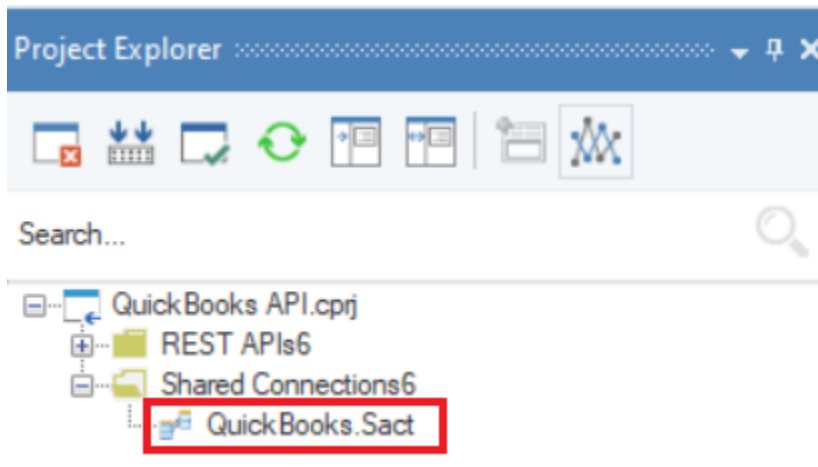 Project Explorer
Search...
QuickBooks API.cprj
REST APIs6
Shared Connections6
QuickBooks.Sact